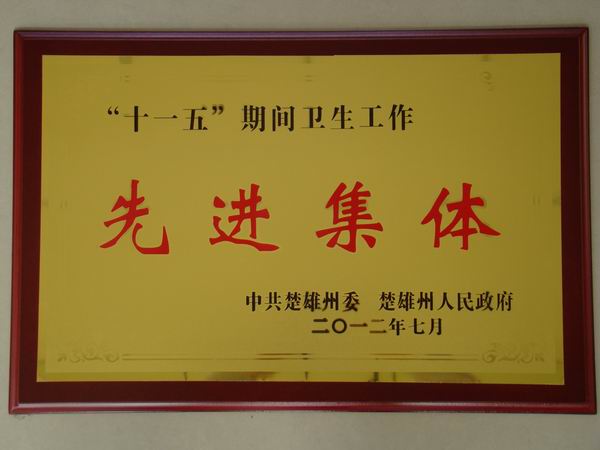 “十一五”期间卫生工作
先进集体
中共楚雄州委 楚雄州人民政府
二〇一二年七月